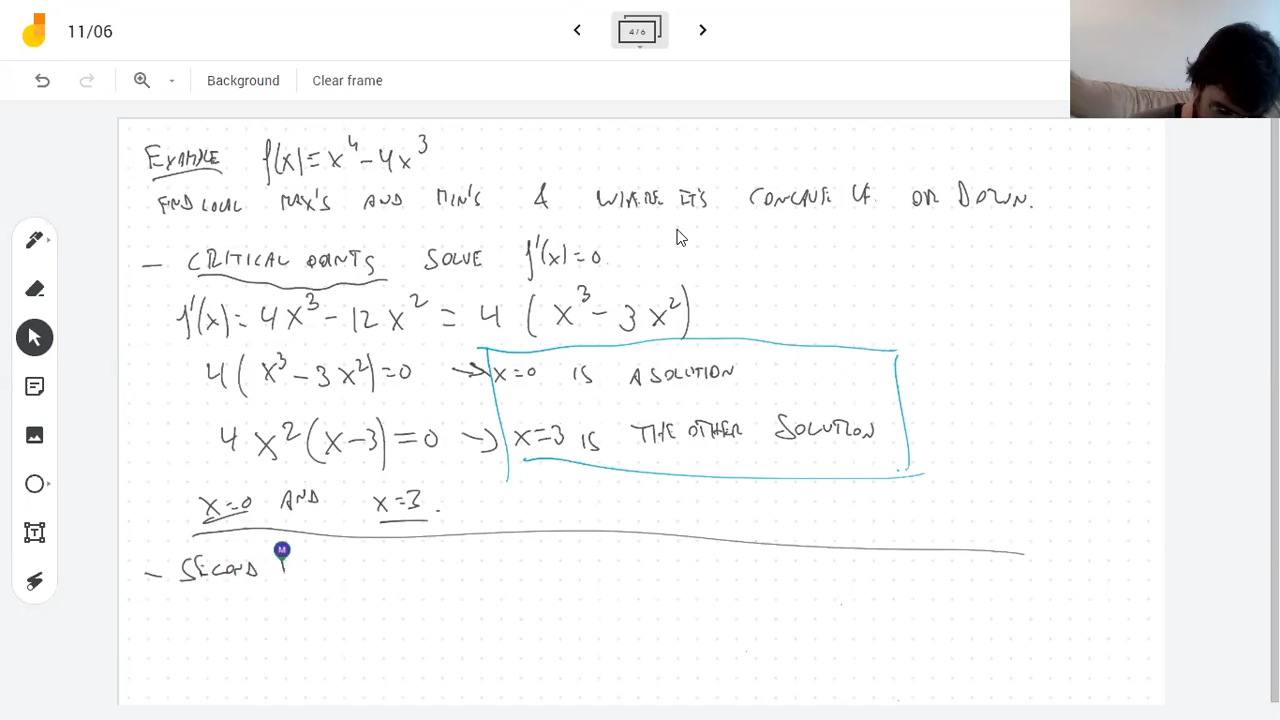 11/06
4 / 6
Background
Clear frame
EXAMPLE f(x) = x⁴ - 4x³
FIND LOCAL MAX'S AND MIN'S & WHERE IT'S CONCAVE UP OR DOWN.
- CRITICAL POINTS SOLVE f'(x) = 0.
f'(x) = 4x³ - 12x² = 4 (x³ - 3x²)
4(x³ - 3x²) = 0 → x=0 IS A SOLUTION
4x²(x-3) = 0 → x=3 IS THE OTHER SOLUTION
x=0 AND x=3.
- SECOND
M